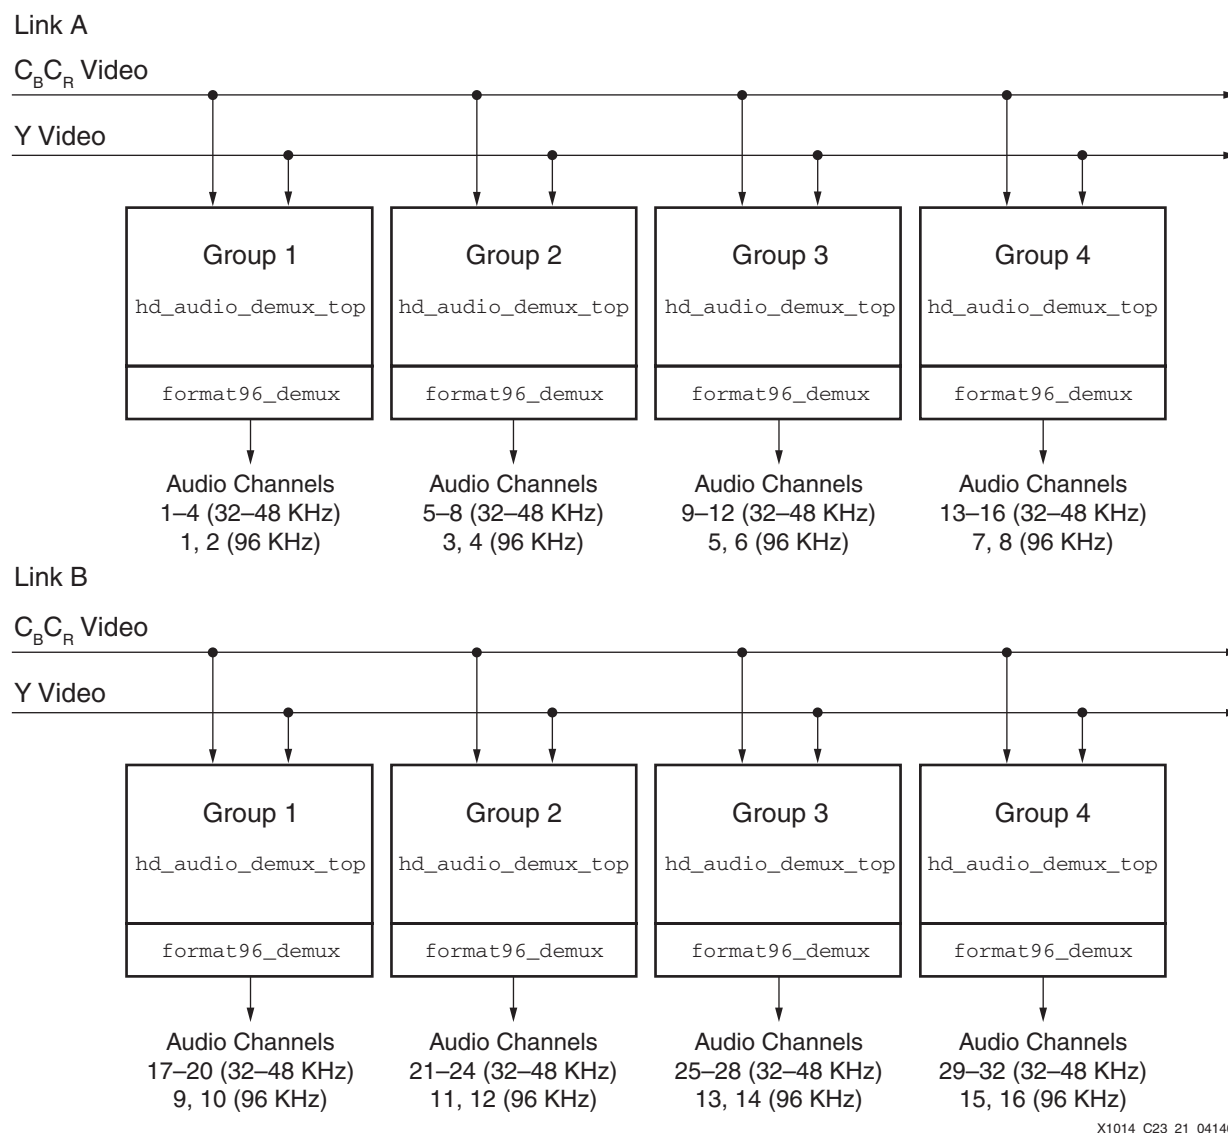 Link A
CBCR Video
Y Video
Group 1 Group 2 Group 3 Group 4
hd_audio_demux_top hd_audio_demux_top hd_audio_demux_top hd_audio_demux_top
format96_demux format96_demux format96_demux format96_demux
Audio Channels Audio Channels Audio Channels Audio Channels
1–4 (32–48 KHz) 5–8 (32–48 KHz) 9–12 (32–48 KHz) 13–16 (32–48 KHz)
1, 2 (96 KHz) 3, 4 (96 KHz) 5, 6 (96 KHz) 7, 8 (96 KHz)
Link B
CBCR Video
Y Video
Group 1 Group 2 Group 3 Group 4
hd_audio_demux_top hd_audio_demux_top hd_audio_demux_top hd_audio_demux_top
format96_demux format96_demux format96_demux format96_demux
Audio Channels Audio Channels Audio Channels Audio Channels
17–20 (32–48 KHz) 21–24 (32–48 KHz) 25–28 (32–48 KHz) 29–32 (32–48 KHz)
9, 10 (96 KHz) 11, 12 (96 KHz) 13, 14 (96 KHz) 15, 16 (96 KHz)
X1014_C23_21_0414